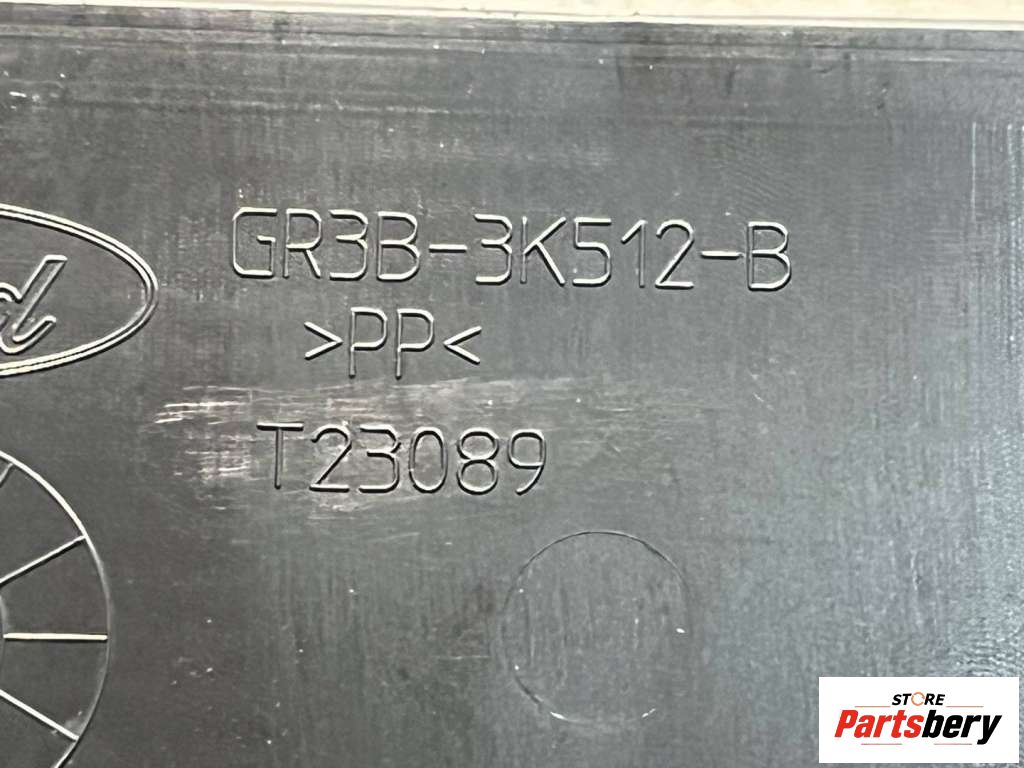 GR3B-3K512-B
>PP<
T23089
STORE
Partsbery